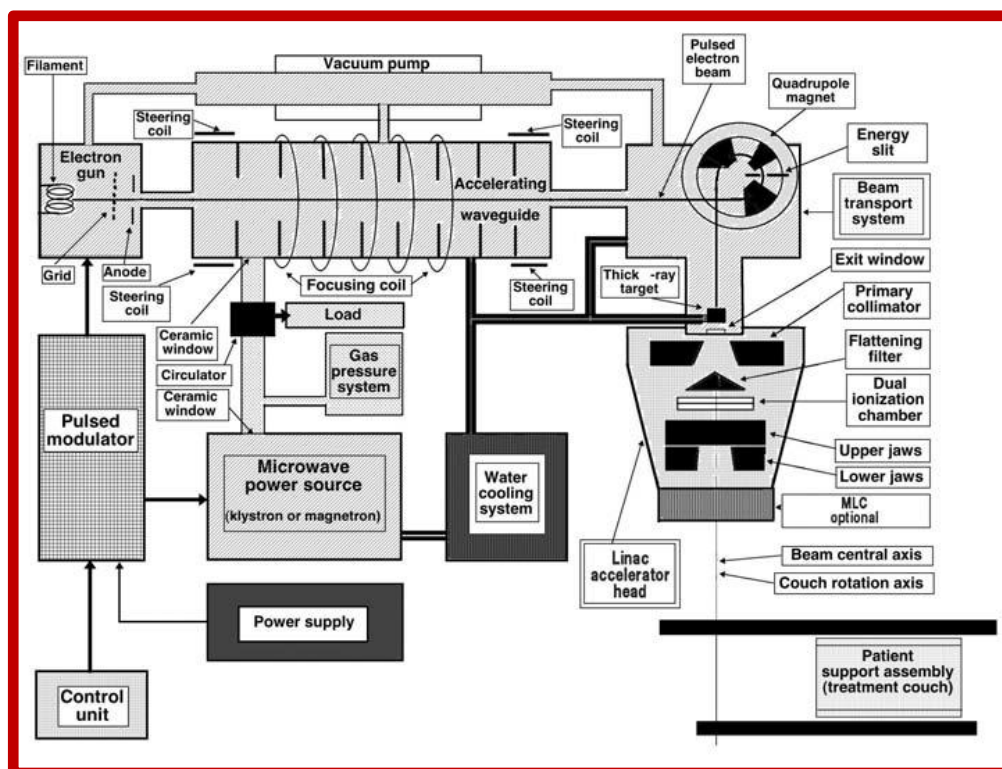 Filament
Vacuum pump
Pulsed
electron
beam
Quadrupole
magnet
Steering
coil
Steering
coil
Energy
slit
Electron
gun
Accelerating
waveguide
Beam
transport
system
Grid
Anode
Steering
coil
Focusing coil
Steering
coil
Thick -ray
target
Exit window
Primary
collimator
Ceramic
window
Load
Circulator
Gas
pressure
system
Flattening
filter
Dual
ionization
chamber
Ceramic
window
Pulsed
modulator
Microwave
power source
(klystron or magnetron)
Water
cooling
system
Upper jaws
Lower jaws
MLC
optional
Linac
accelerator
head
Beam central axis
Couch rotation axis
Power supply
Patient
support assembly
(treatment couch)
Control
unit